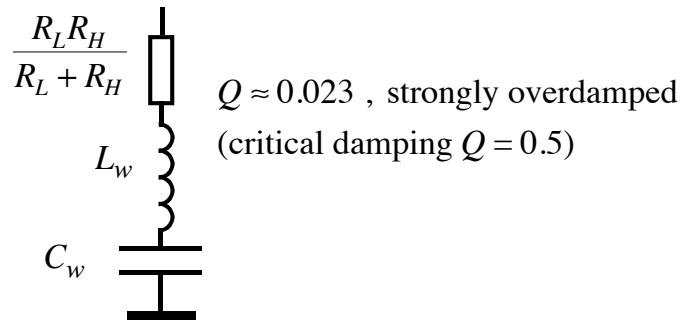 R_L R_H
R_L + R_H
Q ≈ 0.023 , strongly overdamped
(critical damping Q = 0.5)
L_w
C_w